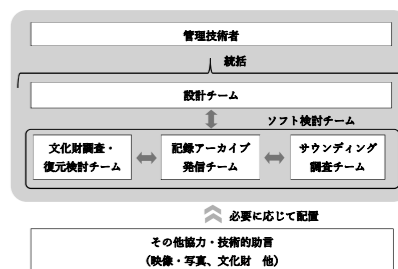 管理技術者
統括
設計チーム
ソフト検討チーム
文化財調査・
復元検討チーム
記録アーカイブ
発信チーム
サウンディング
調査チーム
必要に応じて配置
その他協力・技術的助言
（映像・写真、文化財　他）